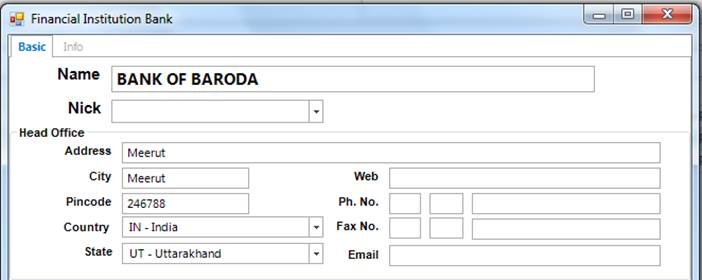 Financial Institution Bank
Basic Info
Name BANK OF BARODA
Nick
Head Office
Address Meerut
City Meerut Web
Pincode 246788 Ph. No.
Country IN - India Fax No.
State UT - Uttarakhand Email